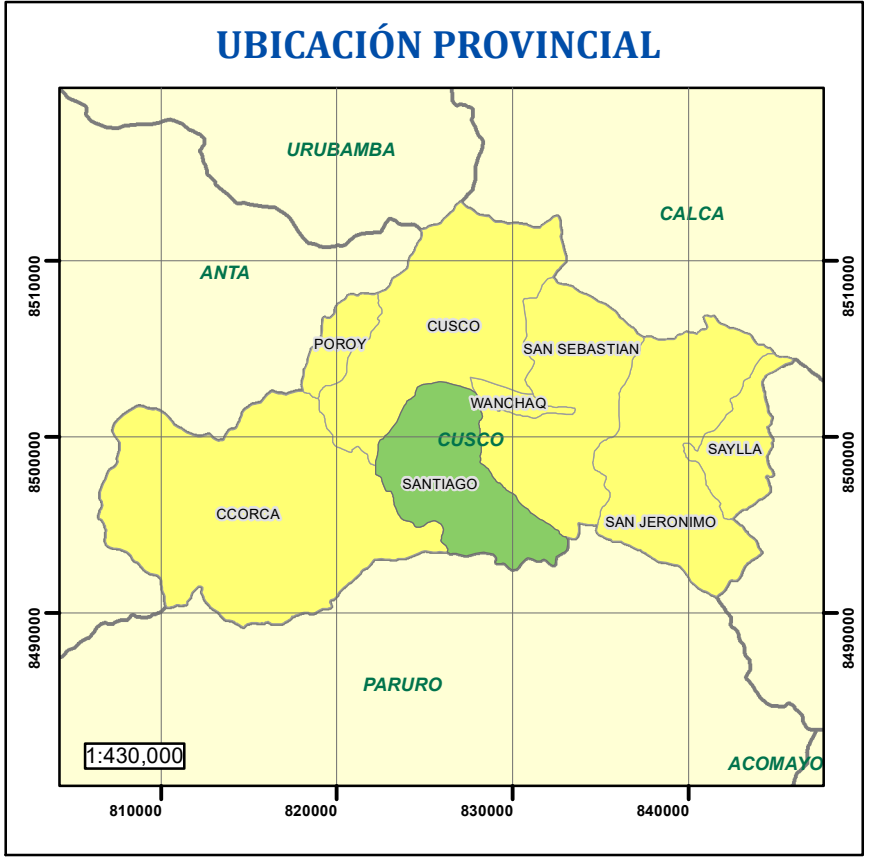 UBICACIÓN PROVINCIAL
URUBAMBA
CALCA
ANTA
8510000
8510000
CUSCO
POROY
SAN SEBASTIAN
WANCHAQ
CUSCO
8500000
8500000
SAYLLA
SANTIAGO
CCORCA
SAN JERONIMO
8490000
8490000
PARURO
1:430,000
ACOMAYO
810000
820000
830000
840000